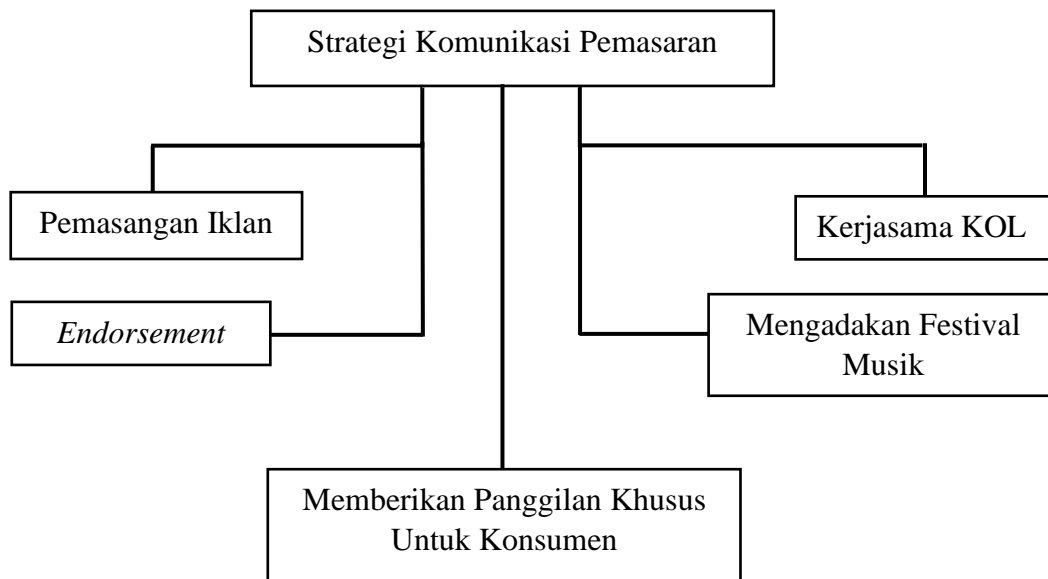 Strategi Komunikasi Pemasaran
Pemasangan Iklan
Kerjasama KOL
Endorsement
Mengadakan Festival
Musik
Memberikan Panggilan Khusus
Untuk Konsumen